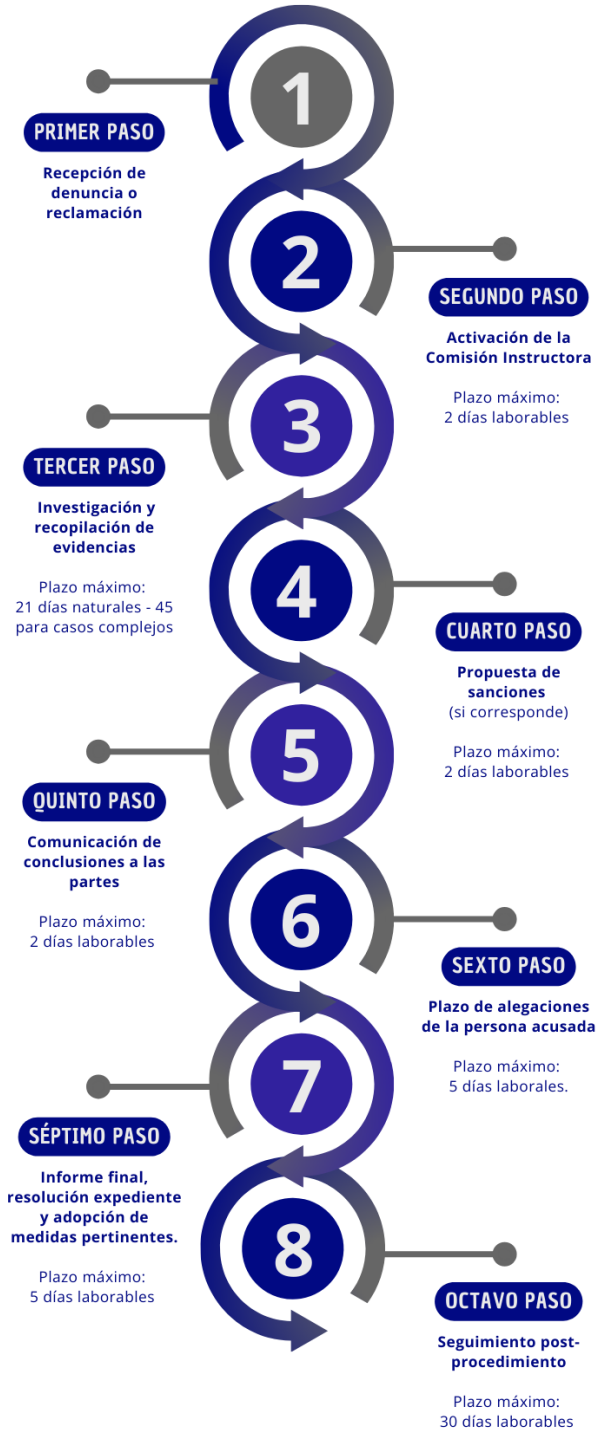 1
PRIMER PASO
Recepción de
denuncia o
reclamación
2
SEGUNDO PASO
Activación de la
Comisión Instructora
Plazo máximo:
2 días laborables
3
TERCER PASO
Investigación y
recopilación de
evidencias
Plazo máximo:
21 días naturales - 45
para casos complejos
4
CUARTO PASO
Propuesta de
sanciones
(si corresponde)
Plazo máximo:
2 días laborables
5
QUINTO PASO
Comunicación de
conclusiones a las
partes
Plazo máximo:
2 días laborables
6
SEXTO PASO
Plazo de alegaciones
de la persona acusada
Plazo máximo:
5 días laborales.
7
SÉPTIMO PASO
Informe final,
resolución expediente
y adopción de
medidas pertinentes.
Plazo máximo:
5 días laborables
8
OCTAVO PASO
Seguimiento post-
procedimiento
Plazo máximo:
30 días laborables